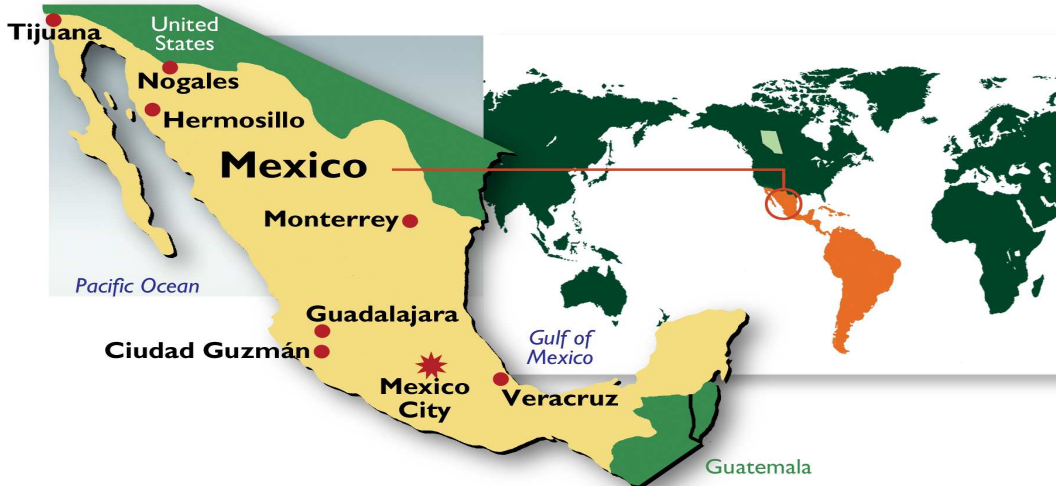 Tijuana
United
States
Nogales
Hermosillo
Mexico
Monterrey
Pacific Ocean
Guadalajara
Ciudad Guzmán
Gulf of
Mexico
Mexico
City
Veracruz
Guatemala